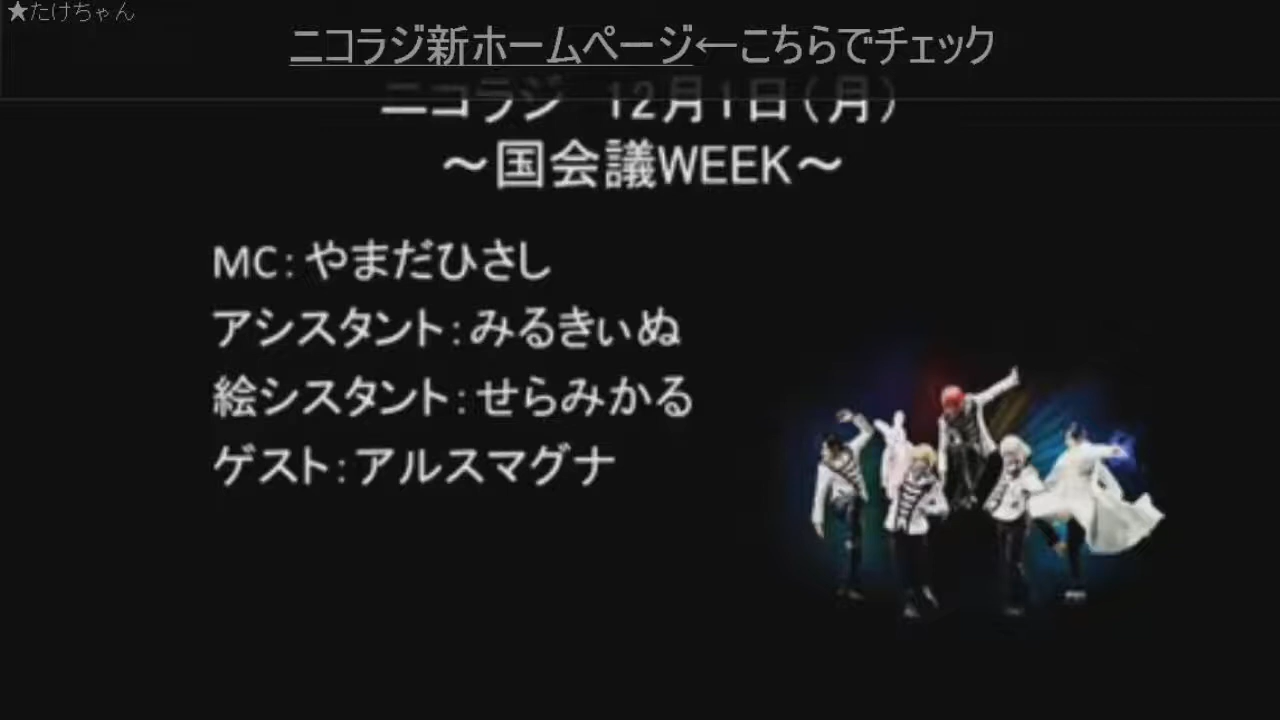 ★たけちゃん
ニコラジ新ホームページ←こちらでチェック
ニコラジ 12月1日(月)
～国会議WEEK～
MC:やまだひさし
アシスタント:みるきぃぬ
絵シスタント:せらみかる
ゲスト:アルスマグナ